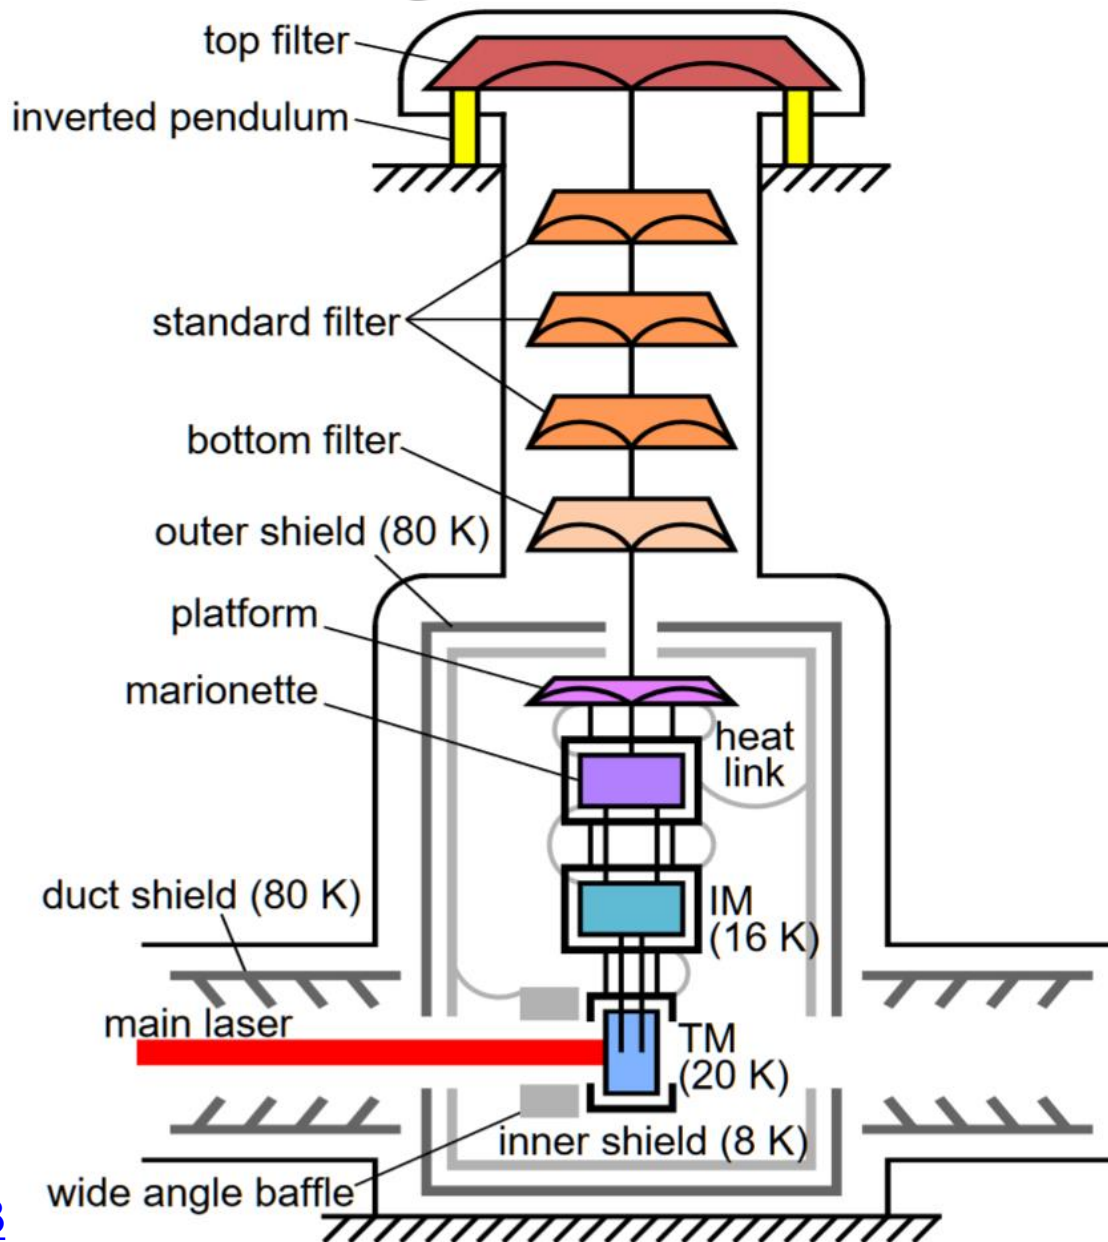 top filter
inverted pendulum
standard filter
bottom filter
outer shield (80 K)
platform
marionette
heat
link
duct shield (80 K)
IM
(16 K)
main laser
TM
(20 K)
inner shield (8 K)
wide angle baffle